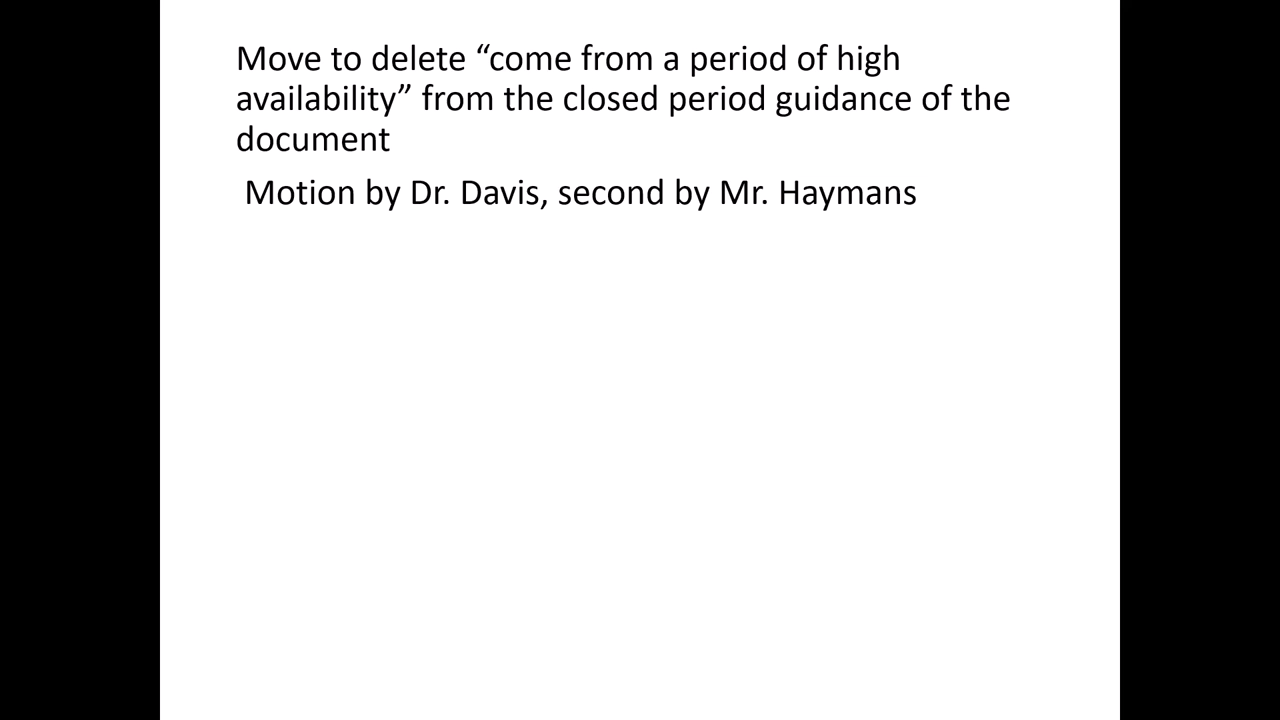 Move to delete “come from a period of high
availability” from the closed period guidance of the
document
Motion by Dr. Davis, second by Mr. Haymans